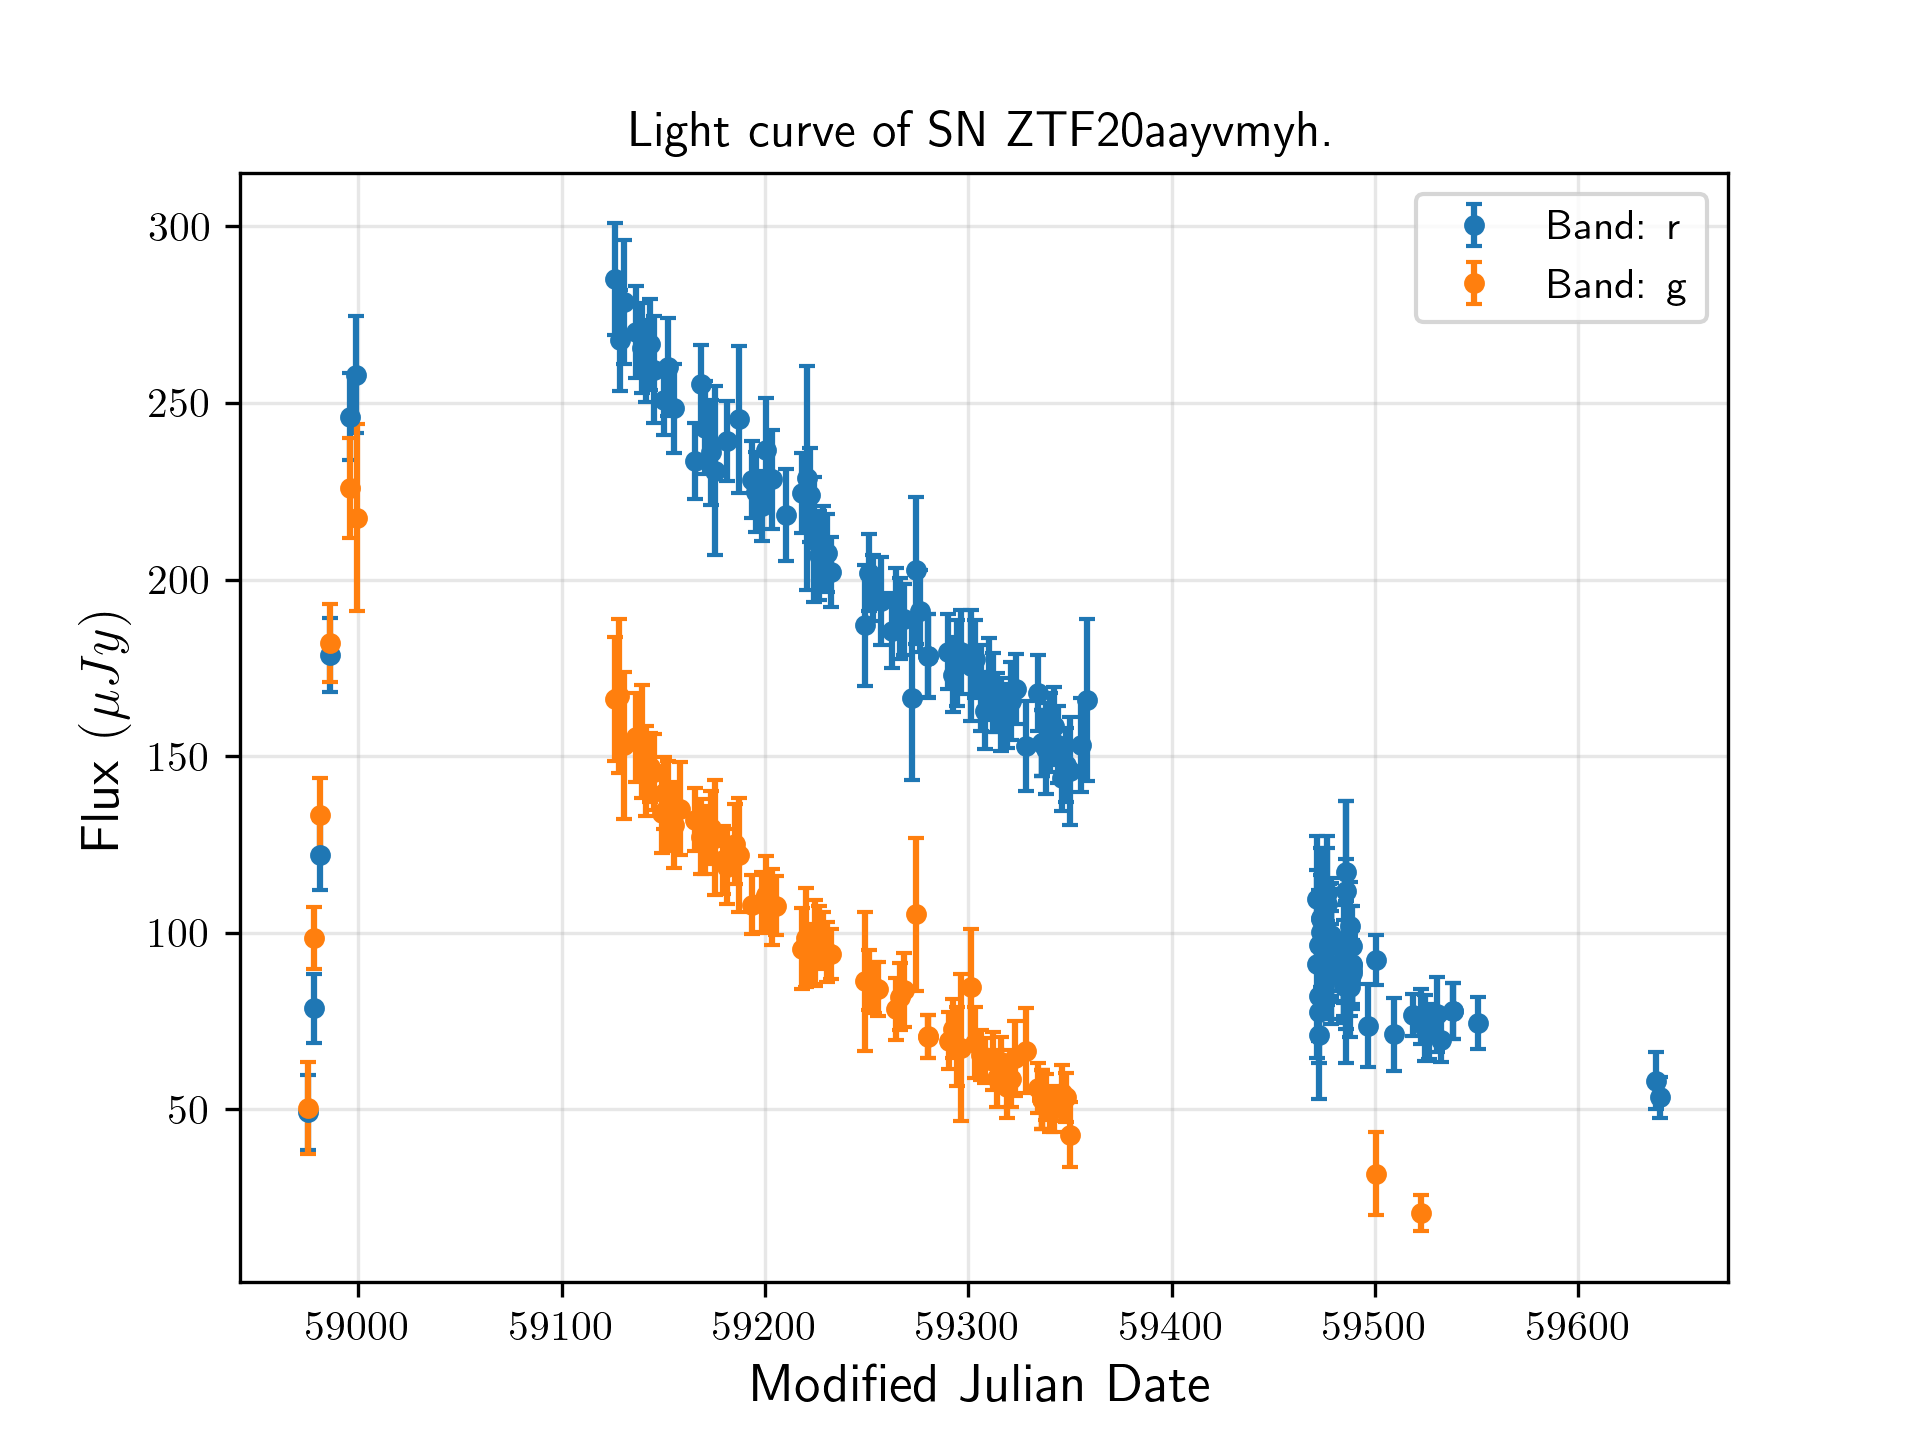 Light curve of SN ZTF20aayvmyh.
Band: r
Band: g
300
250
200
150
100
50
Flux (μJy)
59000 59100 59200 59300 59400 59500 59600
Modified Julian Date